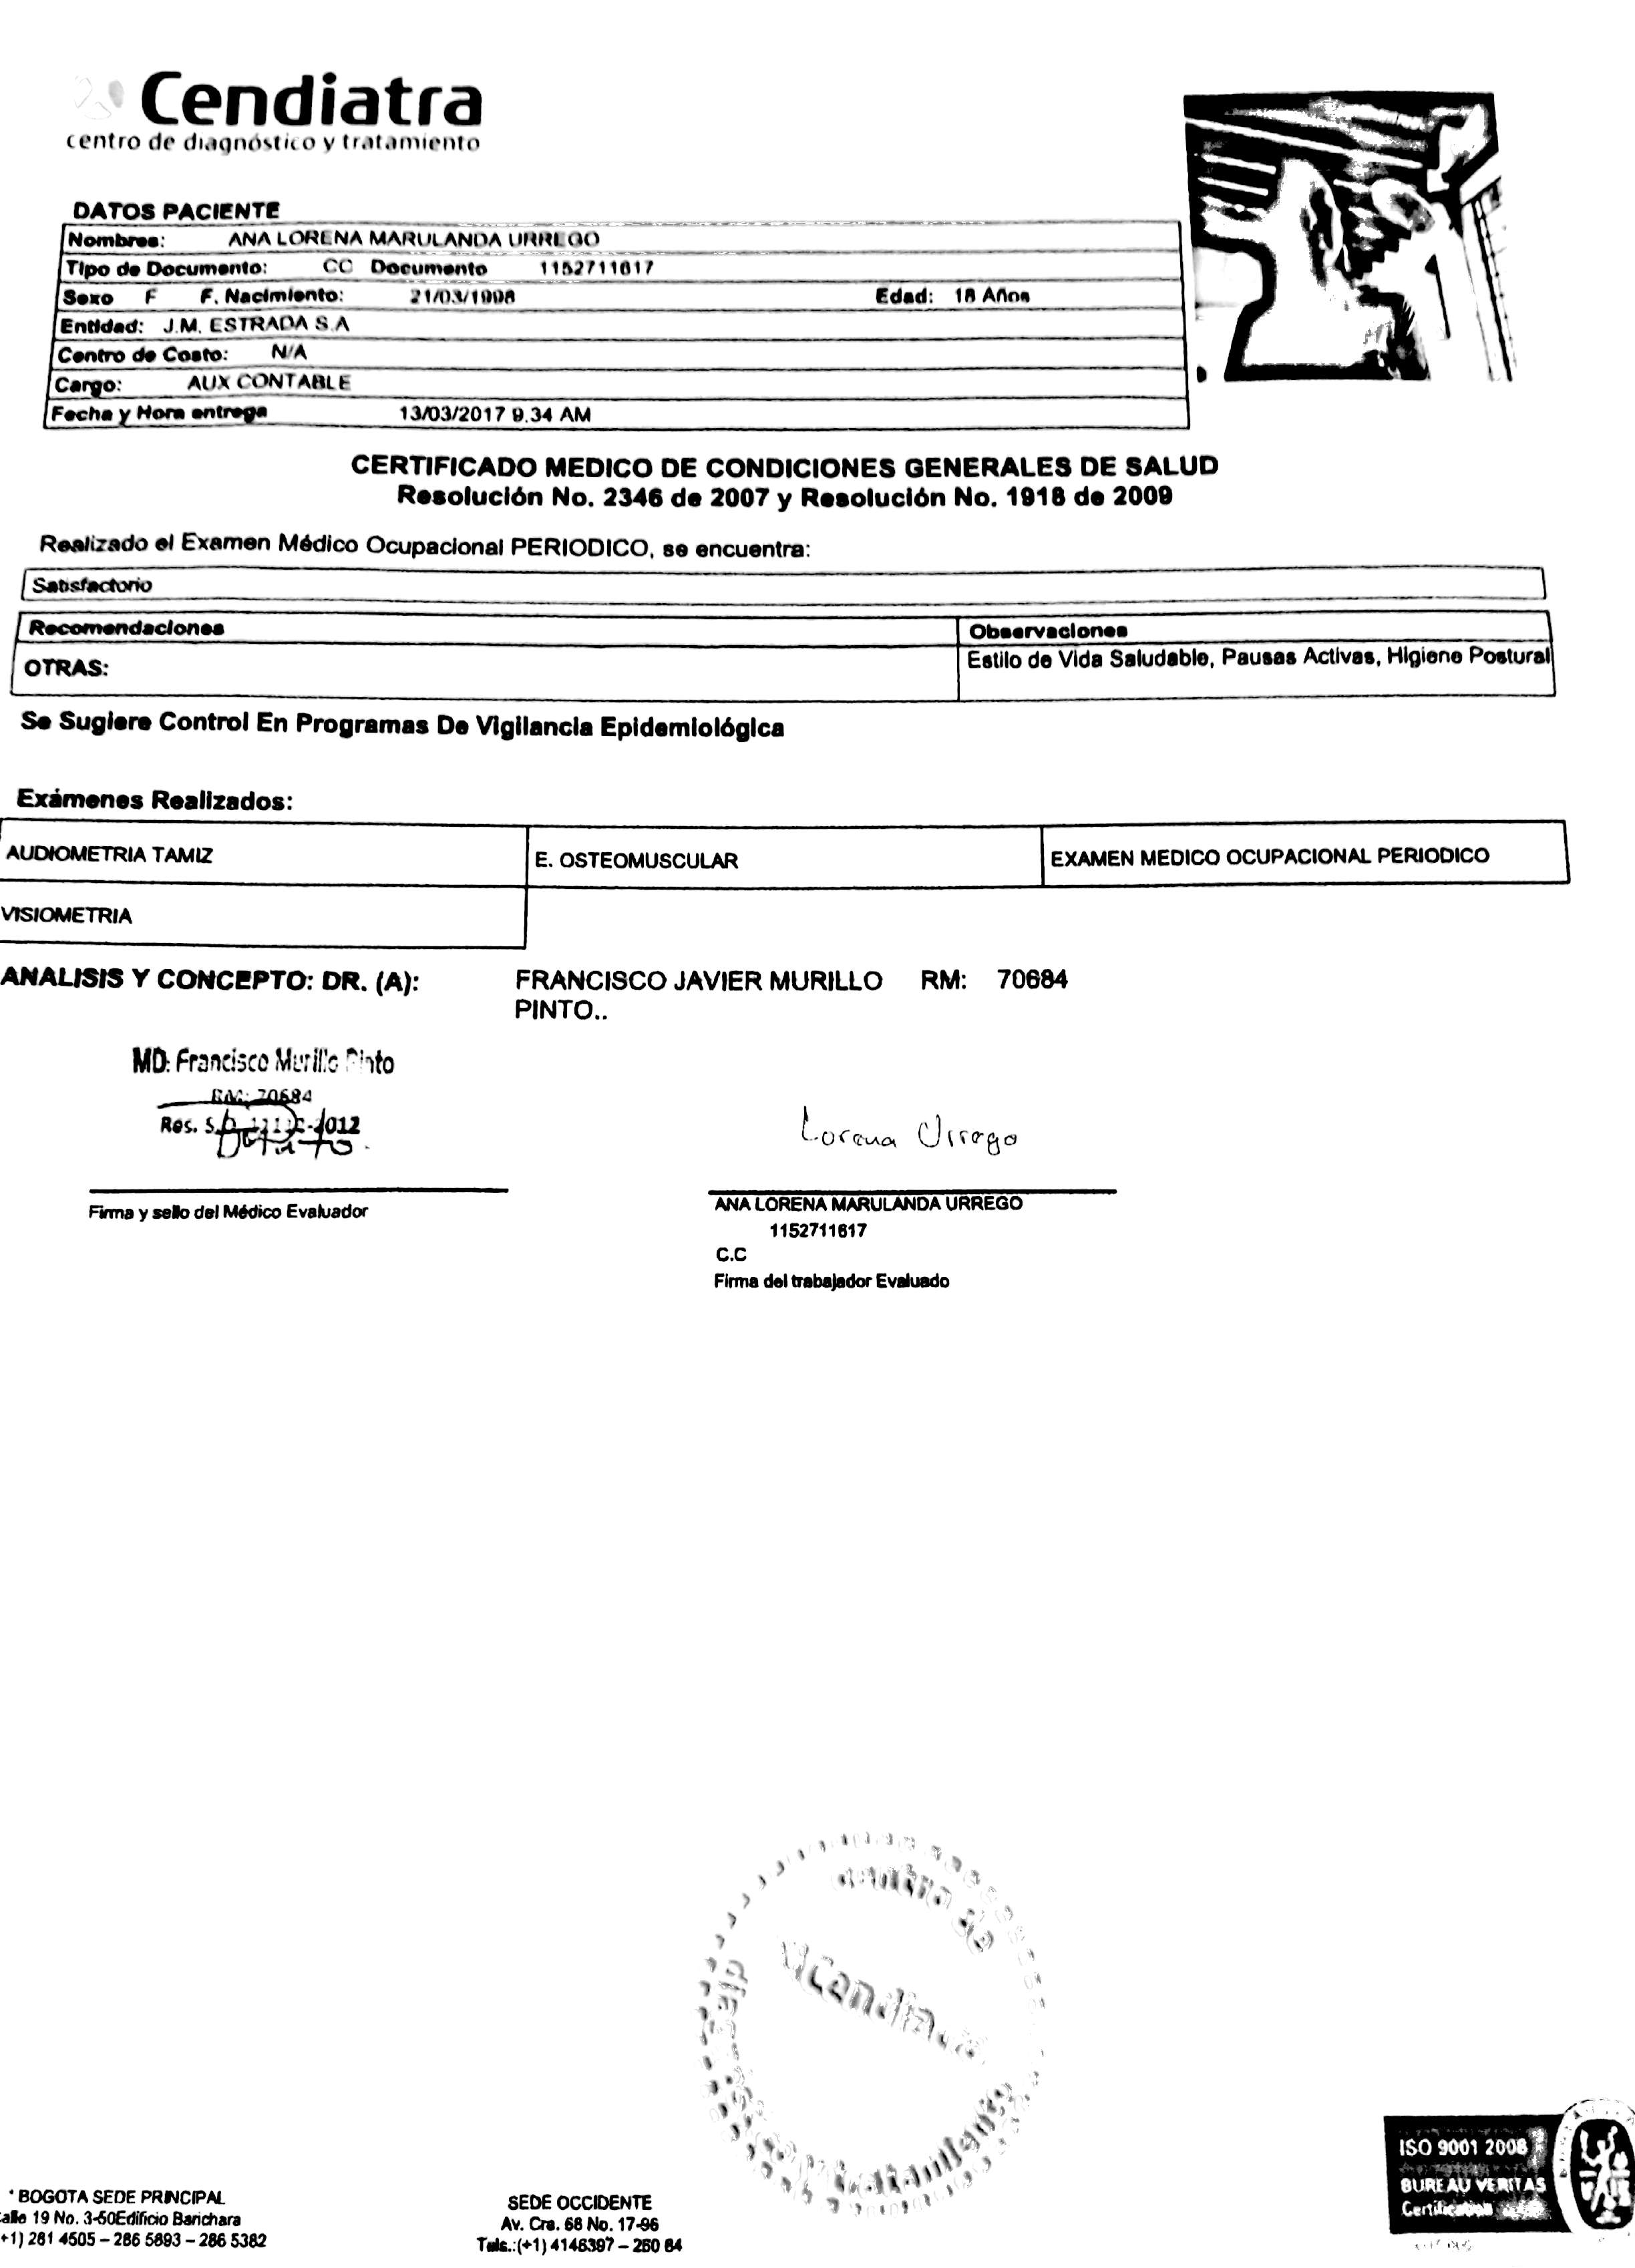 Cendiatra
centro de diagnóstico y tratamiento
DATOS PACIENTE
Nombres: ANA LORENA MARULANDA URREGO
Tipo de Documento: CC Documento 1152711617
Sexo F F. Nacimiento: 21/03/1998 Edad: 18 Años
Entidad: J.M. ESTRADA S.A
Centro de Costo: N/A
Cargo: AUX CONTABLE
Fecha y Hora entrega 13/03/2017 9.34 AM
CERTIFICADO MEDICO DE CONDICIONES GENERALES DE SALUD
Resolución No. 2346 de 2007 y Resolución No. 1918 de 2009
Realizado el Examen Médico Ocupacional PERIODICO, se encuentra:
Satisfactorio
Recomendaciones Observaciones
OTRAS: Estilo de Vida Saludable, Pausas Activas, Higiene Postural
Se Sugiere Control En Programas De Vigilancia Epidemiológica
Exámenes Realizados:
AUDIOMETRIA TAMIZ E. OSTEOMUSCULAR EXAMEN MEDICO OCUPACIONAL PERIODICO
VISIOMETRIA
ANALISIS Y CONCEPTO: DR. (A): FRANCISCO JAVIER MURILLO RM: 70684
PINTO..
MD: Francisco Murillo Pinto
RM: 70684
Res. S.
Lorena Urrego
Firma y sello del Médico Evaluador
ANA LORENA MARULANDA URREGO
1152711617
C.C
Firma del trabajador Evaluado
centro de
Cendiatra
ISO 9001 2008
BUREAU VERITAS
Certification
* BOGOTA SEDE PRINCIPAL
alle 19 No. 3-50Edificio Barichara
+1) 281 4505 – 286 5893 – 286 5382
SEDE OCCIDENTE
Av. Cra. 68 No. 17-96
Tels.:(+1) 4146397 – 260 64